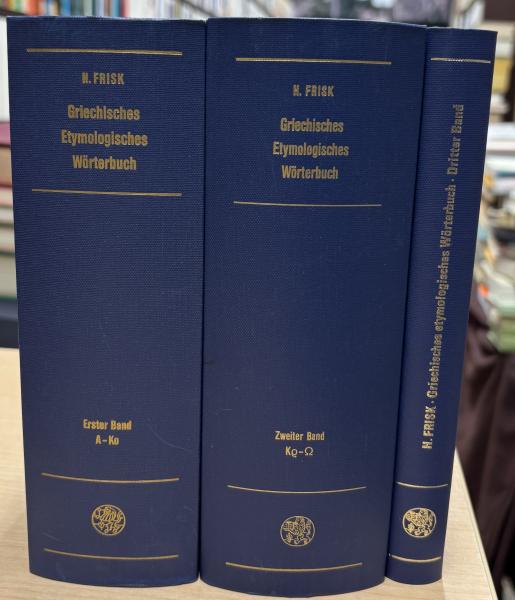 H. FRISK
Griechisches
Etymologisches
Wörterbuch
Erster Band
A–Ko
H. FRISK
Griechisches
Etymologisches
Wörterbuch
Zweiter Band
Kϱ–Ω
H. FRISK · Griechisches etymologisches Wörterbuch · Dritter Band